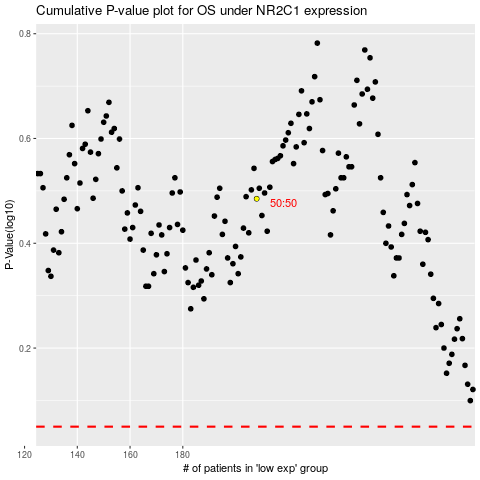 Cumulative P-value plot for OS under NR2C1 expression
P-Value(log10)
0.8
0.6
0.4
0.2
50:50
120 140 160 180
# of patients in 'low exp' group